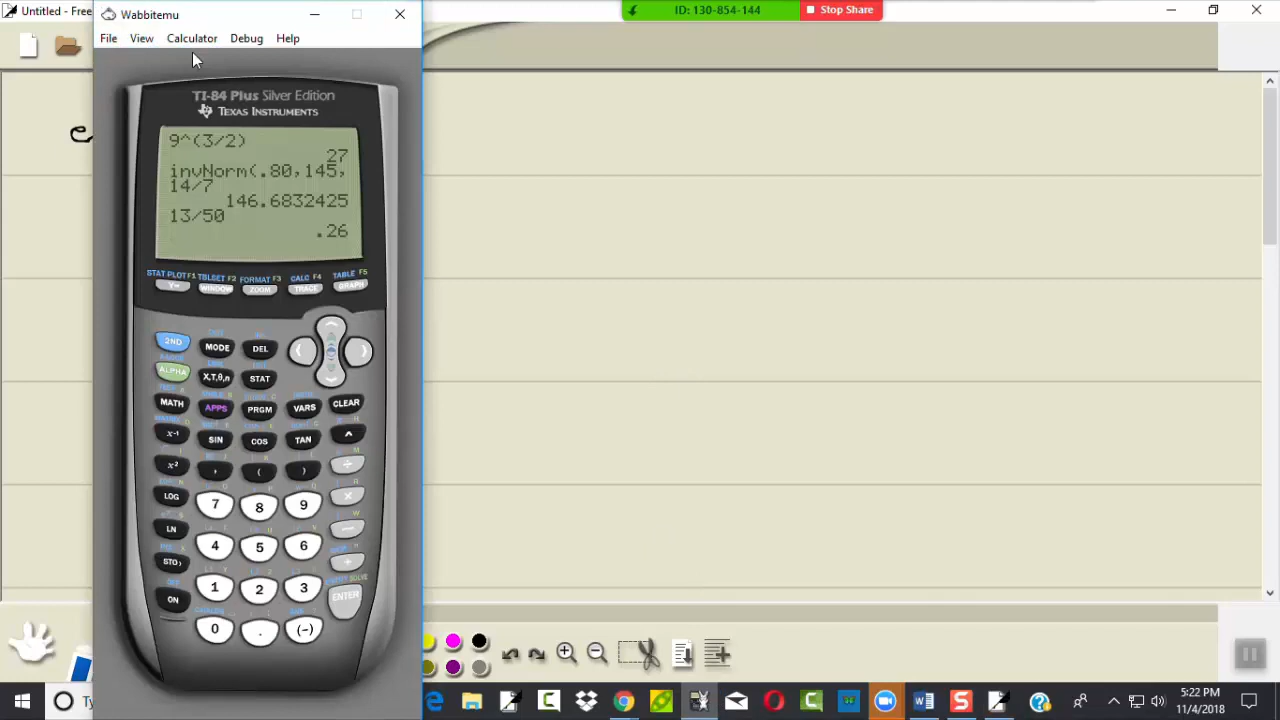 Untitled - Free
Wabbitemu
ID: 130-854-144
Stop Share
File View Calculator Debug Help
TI-84 Plus Silver Edition
TEXAS INSTRUMENTS
9^(3/2)
27
invNorm(.80,145,
14/7
146.6832425
13/50
.26
STAT PLOT F1 TBLSET F2 FORMAT F3 CALC F4 TABLE F5
Y= WINDOW ZOOM TRACE GRAPH
2ND MODE DEL
ALPHA X,T,θ,n STAT
MATH APPS PRGM VARS CLEAR
x-1 SIN COS TAN ^
x² , ( ) ÷
LOG 7 8 9 ×
LN 4 5 6 −
STO› 1 2 3 +
ON 0 . (−) ENTER
5:22 PM
11/4/2018